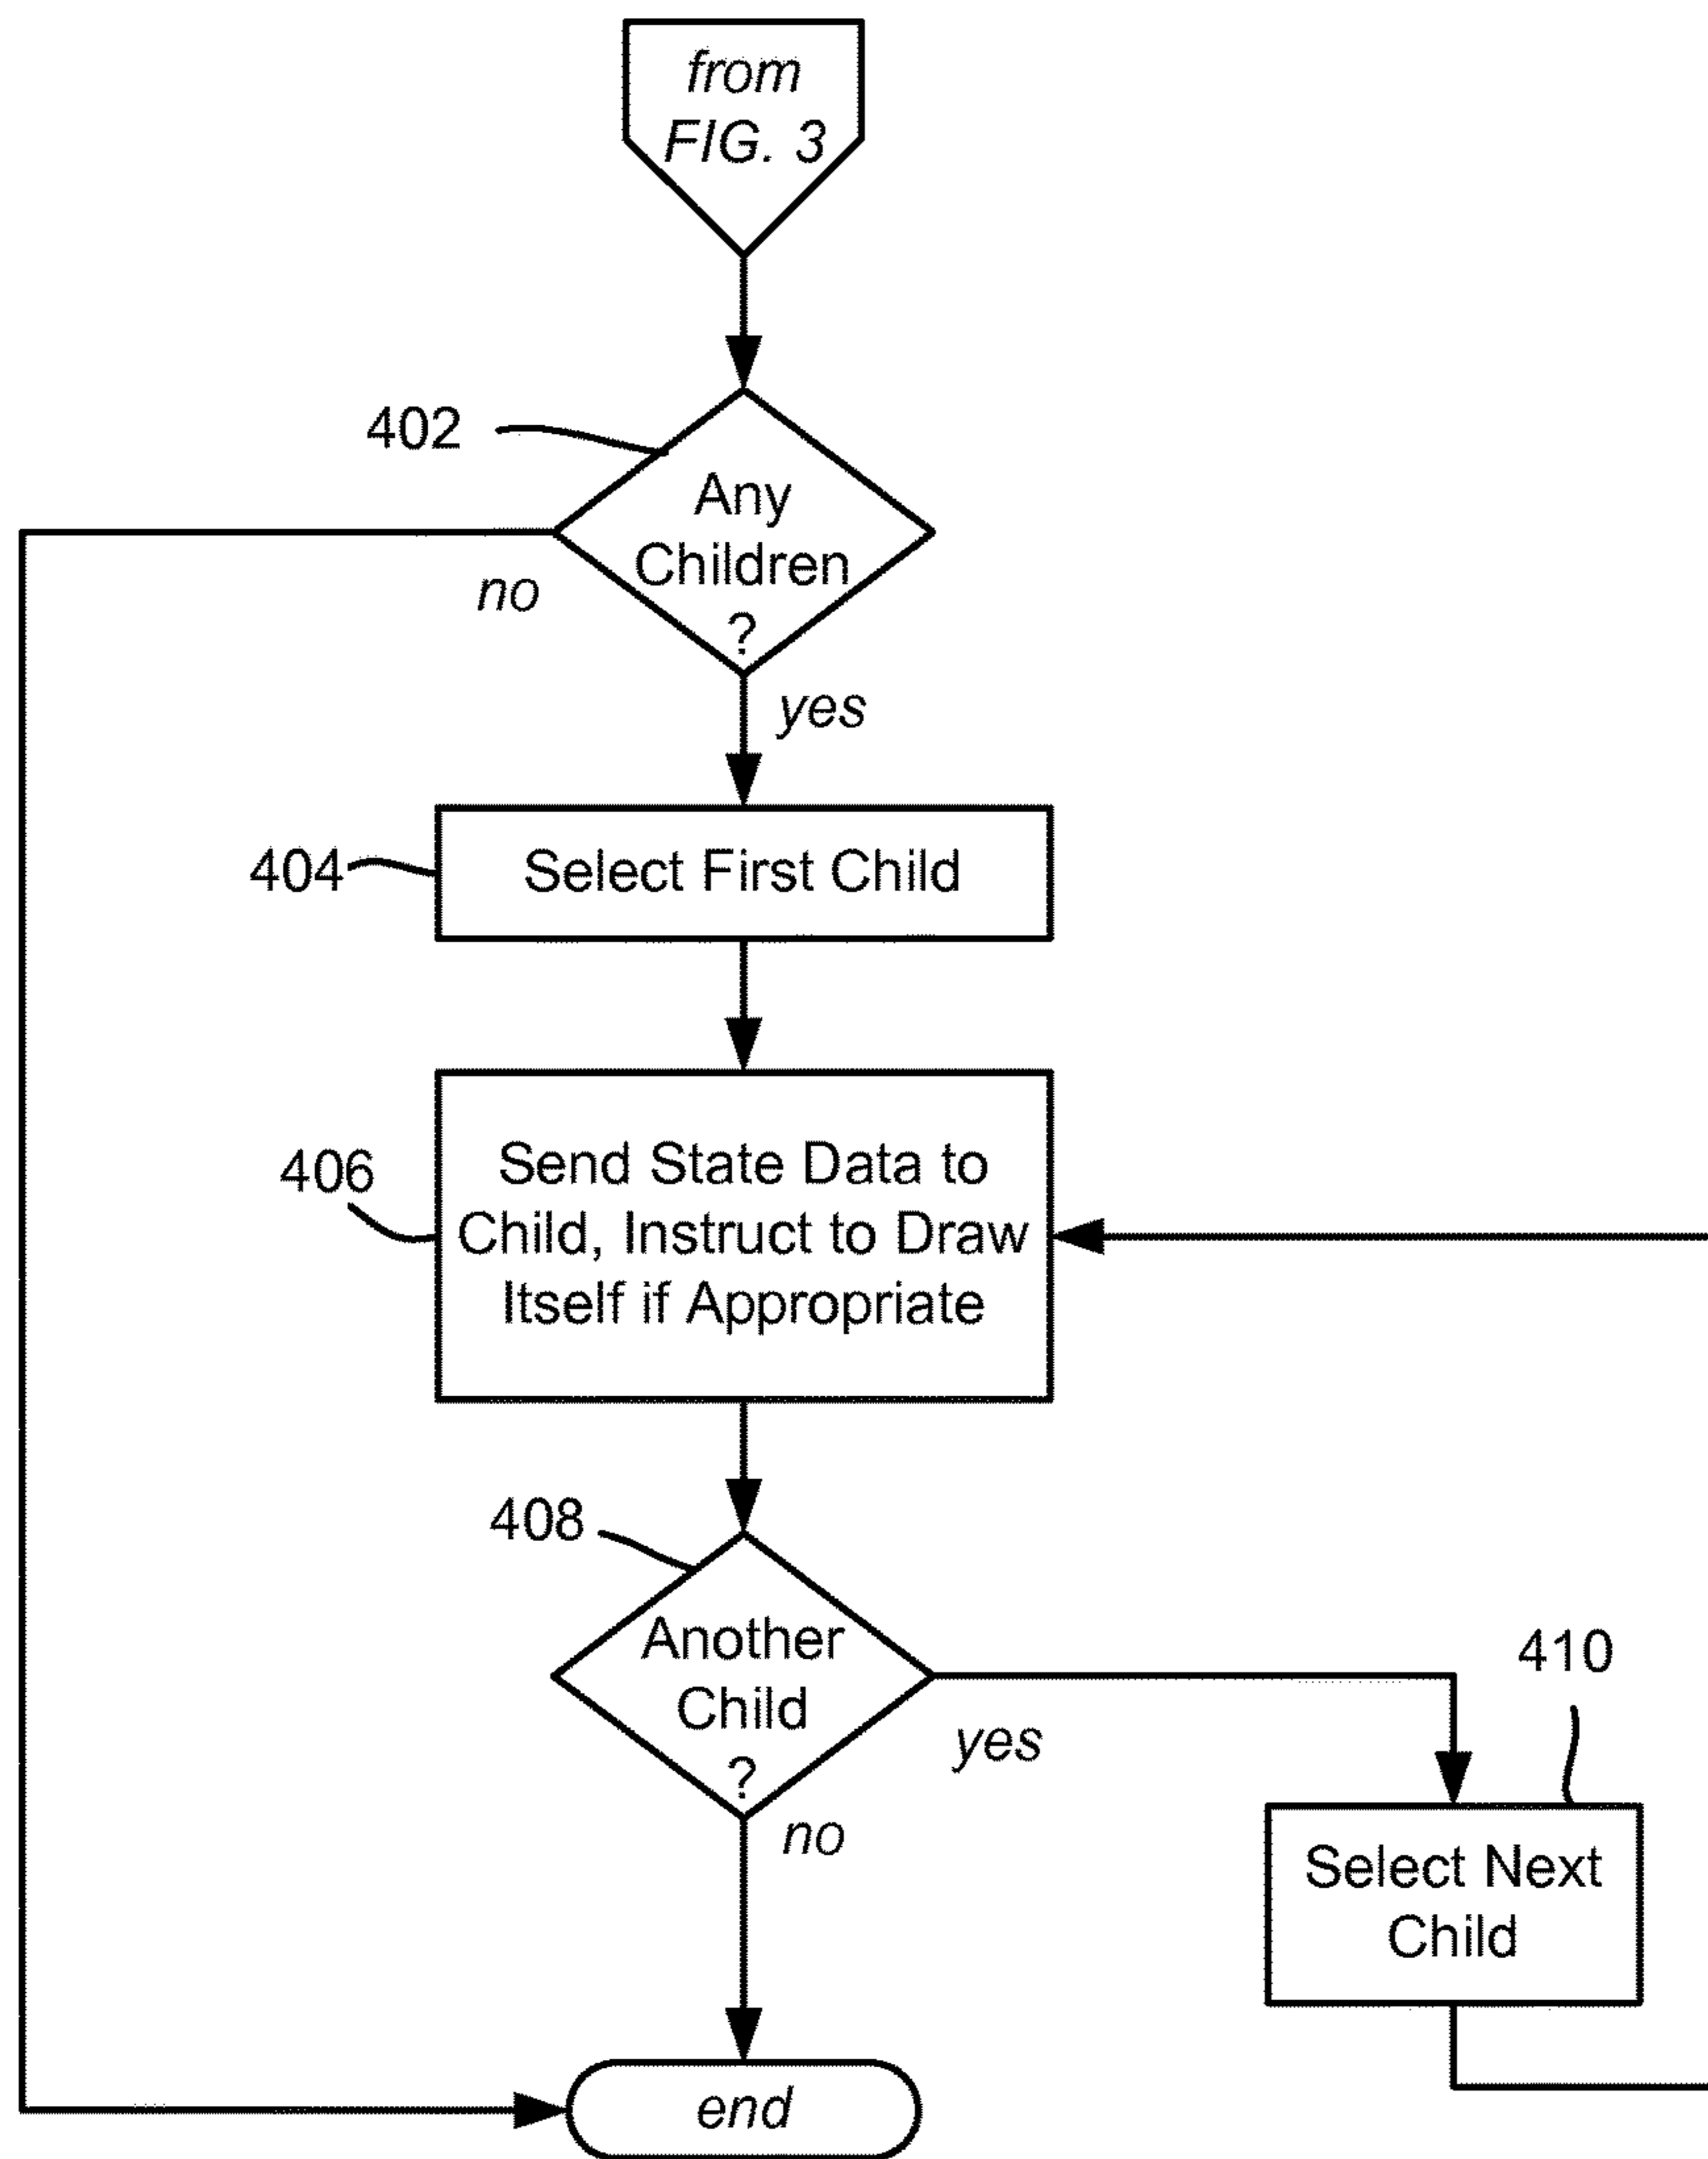 from
FIG. 3
402
Any
Children
?
no
yes
404
Select First Child
406
Send State Data to
Child, Instruct to Draw
Itself if Appropriate
408
Another
Child
?
yes
no
410
Select Next
Child
end